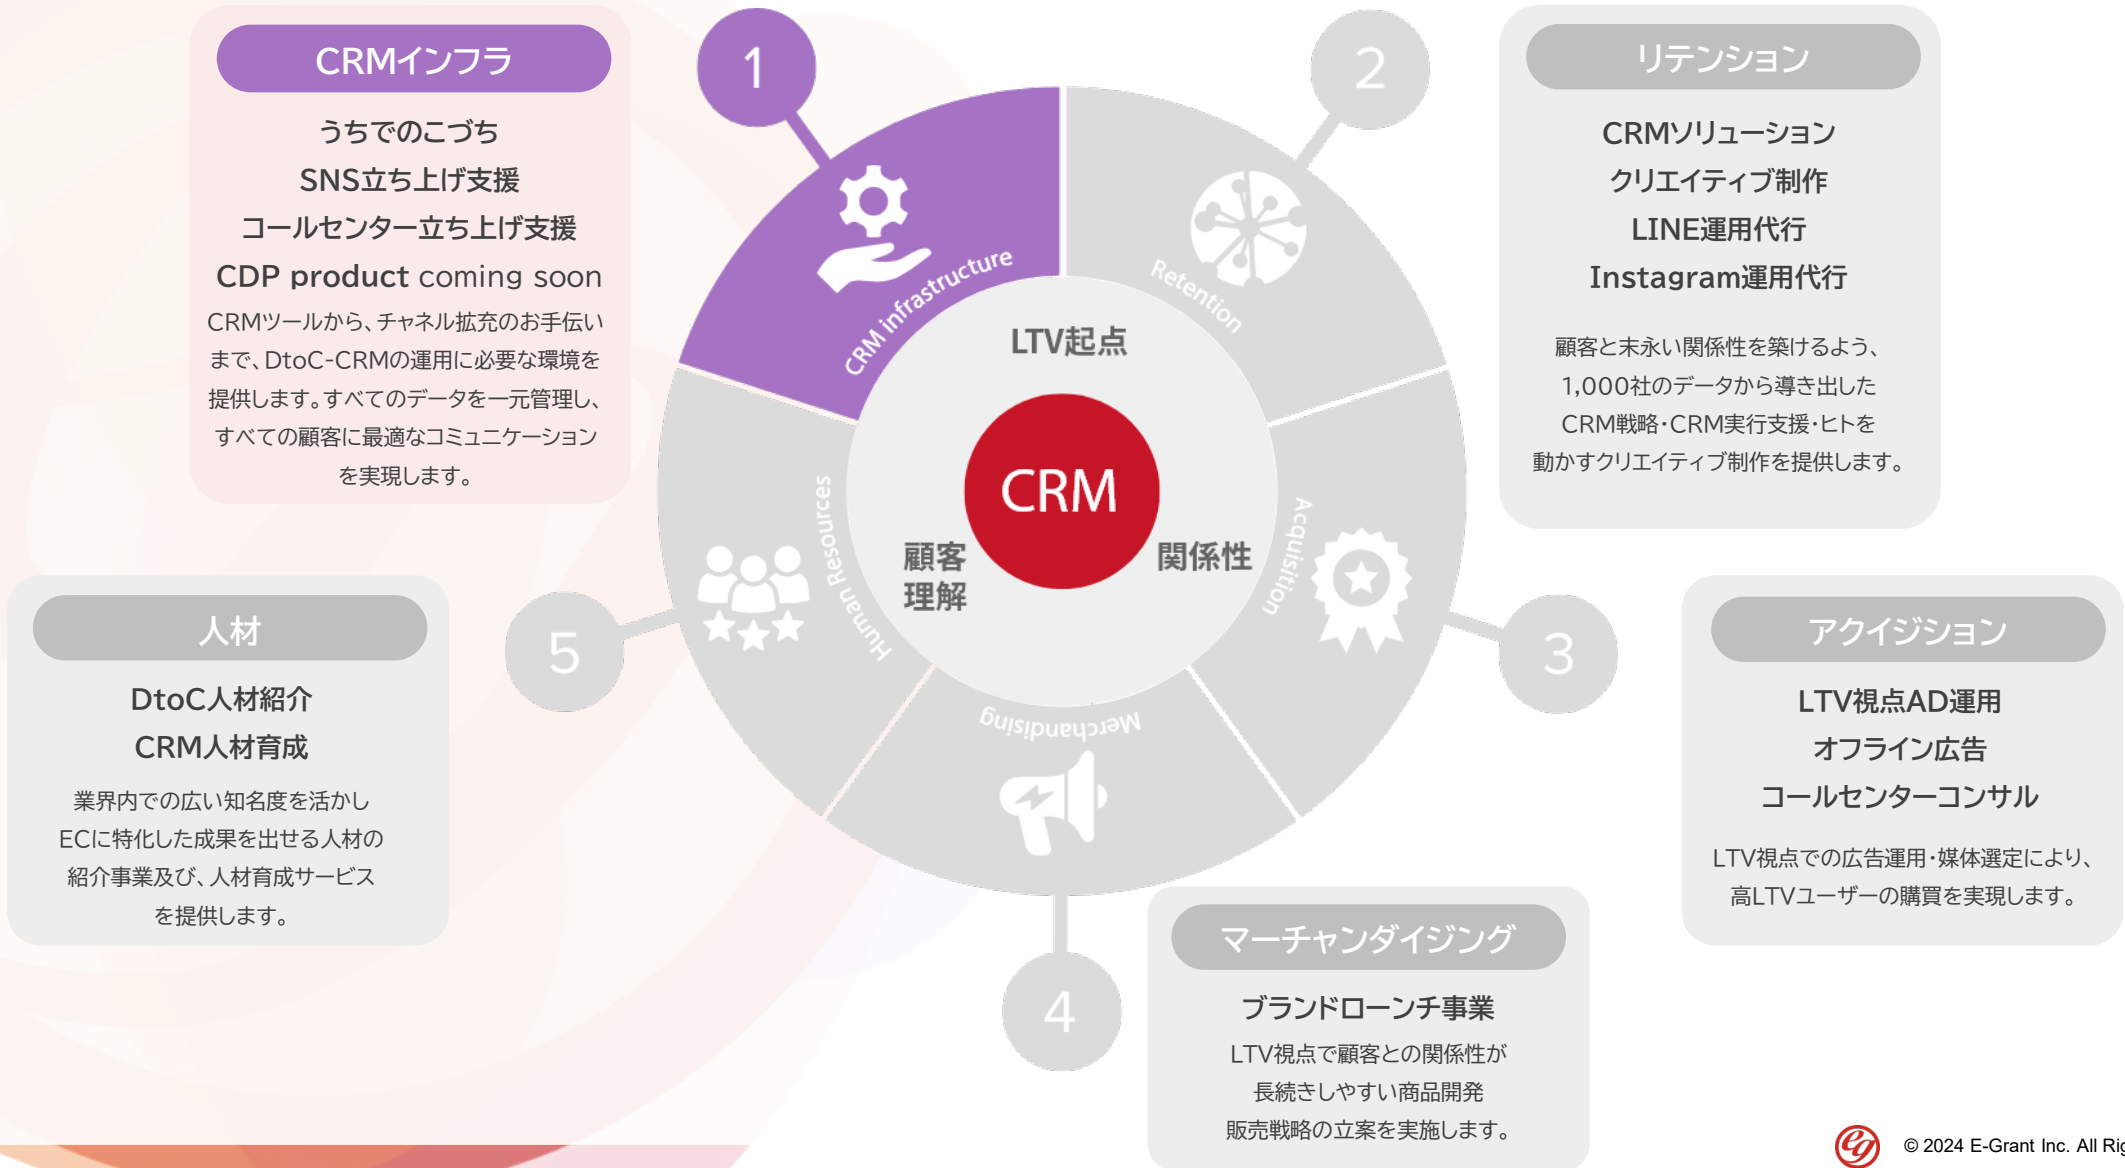 CRMインフラ
うちでのこづち
SNS立ち上げ支援
コールセンター立ち上げ支援
CDP product coming soon
CRMツールから、チャネル拡充のお手伝い
まで、DtoC-CRMの運用に必要な環境を
提供します。すべてのデータを一元管理し、
すべての顧客に最適なコミュニケーション
を実現します。
1
2
リテンション
CRMソリューション
クリエイティブ制作
LINE運用代行
Instagram運用代行
顧客と末永い関係性を築けるよう、
1,000社のデータから導き出した
CRM戦略・CRM実行支援・ヒトを
動かすクリエイティブ制作を提供します。
CRM infrastructure
Retention
Acquisition
Merchandising
Human Resources
LTV起点
CRM
顧客
理解
関係性
5
人材
DtoC人材紹介
CRM人材育成
業界内での広い知名度を活かし
ECに特化した成果を出せる人材の
紹介事業及び、人材育成サービス
を提供します。
3
アクイジション
LTV視点AD運用
オフライン広告
コールセンターコンサル
LTV視点での広告運用・媒体選定により、
高LTVユーザーの購買を実現します。
4
マーチャンダイジング
ブランドローンチ事業
LTV視点で顧客との関係性が
長続きしやすい商品開発
販売戦略の立案を実施します。
eg
© 2024 E-Grant Inc. All Rig